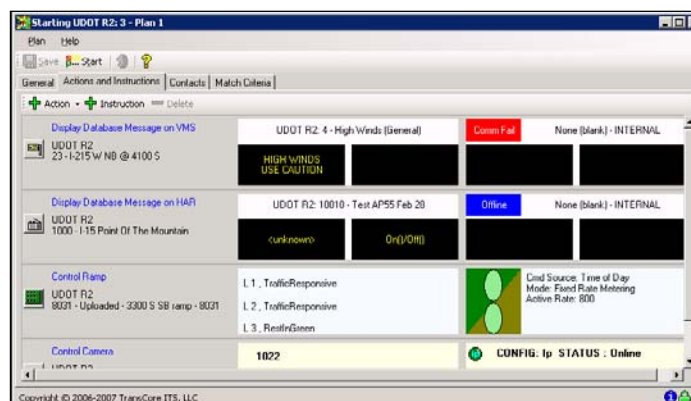 Starting UDOT R2: 3 - Plan 1
Plan Help
Save Start
General Actions and Instructions Contacts Match Criteria
Action Instruction Delete
Display Database Message on VMS
UDOT R2
23 - I-215 W NB @ 4100 S
UDOT R2: 4 - High Winds (General)
HIGH WINDS
USE CAUTION
Comm Fail
None (blank) - INTERNAL
Display Database Message on HAR
UDOT R2
1000 - I-15 Point Of The Mountain
UDOT R2: 10010 - Test AP55 Feb 28
<unknown>
On()/Off()
Offline
None (blank) - INTERNAL
Control Ramp
UDOT R2
8031 - Uploaded - 3300 S SB ramp - 8031
L 1 , TrafficResponsive
L 2 , TrafficResponsive
L 3 , RestInGreen
Cmd Source: Time of Day
Mode: Fixed Rate Metering
Active Rate: 800
Control Camera
UDOT R2
1022
CONFIG: Ip STATUS : Online
Copyright © 2006-2007 TransCore ITS, LLC